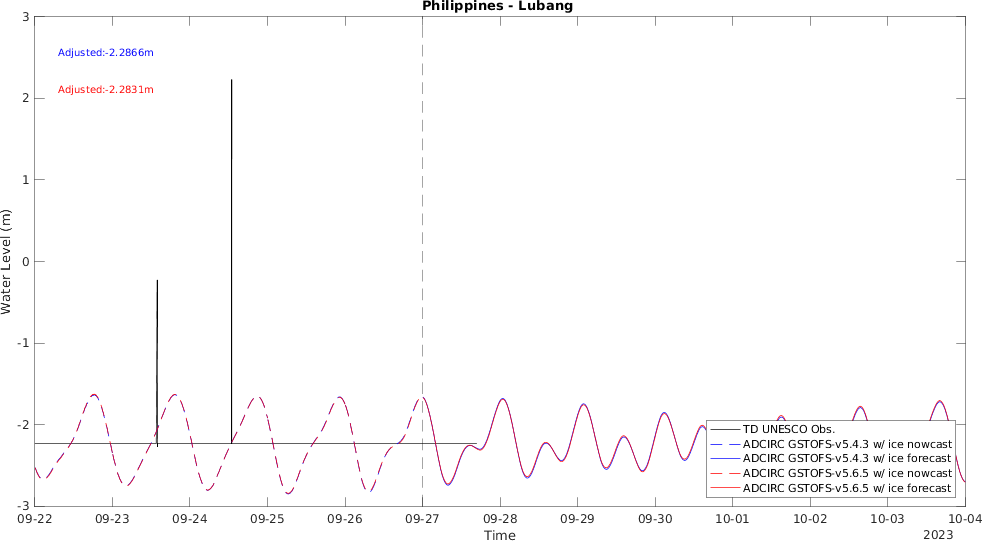 Philippines - Lubang
Adjusted:-2.2866m
Adjusted:-2.2831m
Water Level (m)
3
2
1
0
-1
-2
-3
TD UNESCO Obs.
ADCIRC GSTOFS-v5.4.3 w/ ice nowcast
ADCIRC GSTOFS-v5.4.3 w/ ice forecast
ADCIRC GSTOFS-v5.6.5 w/ ice nowcast
ADCIRC GSTOFS-v5.6.5 w/ ice forecast
09-22 09-23 09-24 09-25 09-26 09-27 09-28 09-29 09-30 10-01 10-02 10-03 10-04
Time
2023